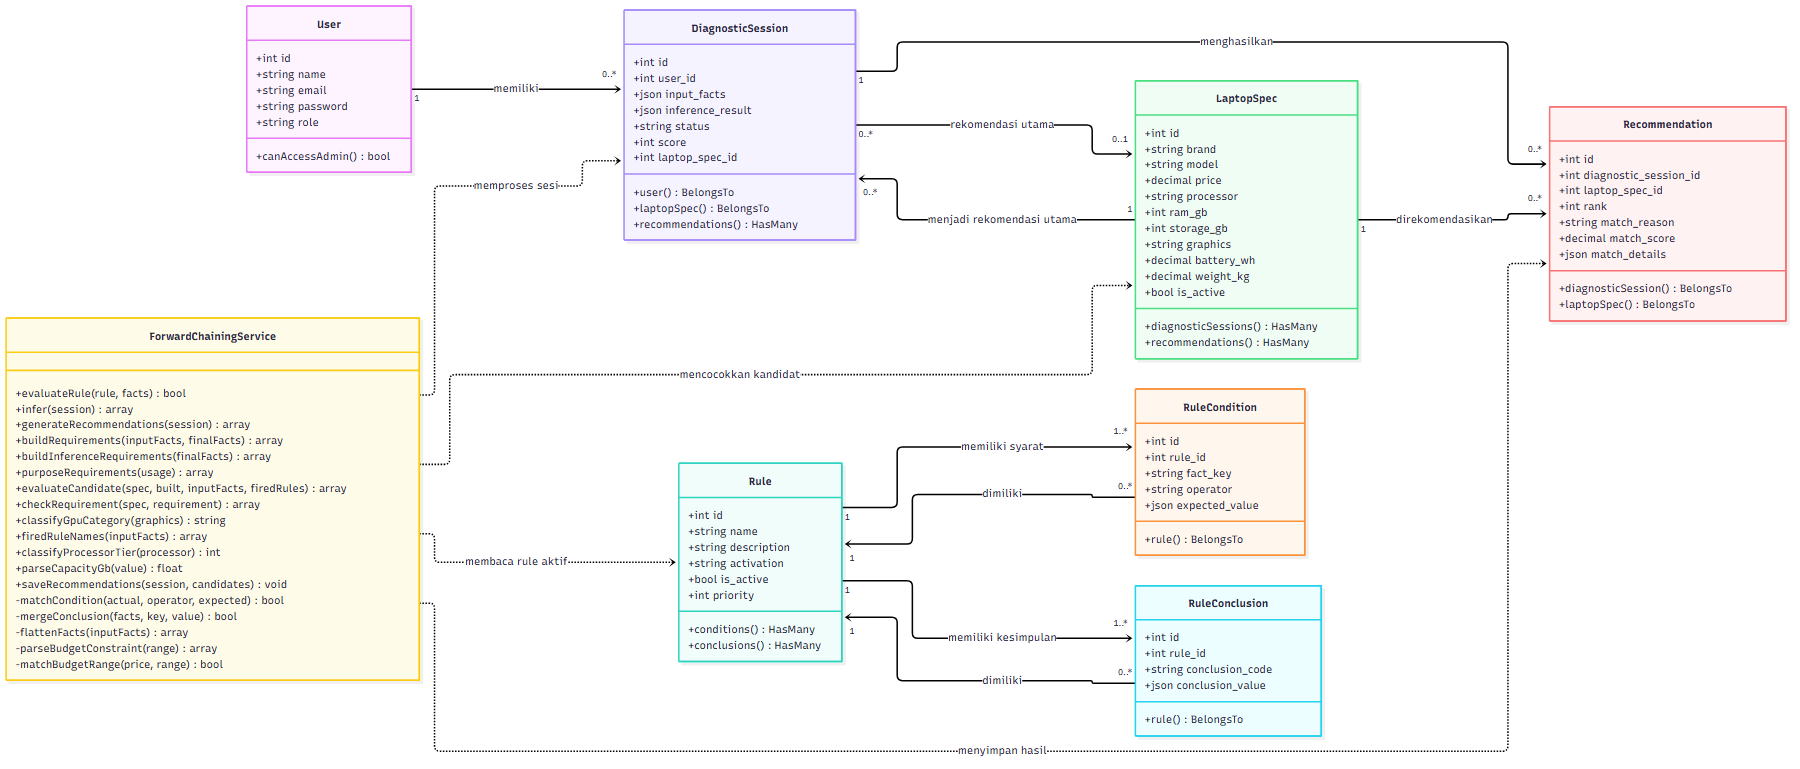 User
+int id
+string name
+string email
+string password
+string role
+canAccessAdmin() : bool
1
memiliki
0..*
DiagnosticSession
+int id
+int user_id
+json input_facts
+json inference_result
+string status
+int score
+int laptop_spec_id
+user() : BelongsTo
+laptopSpec() : BelongsTo
+recommendations() : HasMany
1
menghasilkan
0..*
0..*
rekomendasi utama
0..1
0..*
menjadi rekomendasi utama
1
LaptopSpec
+int id
+string brand
+string model
+decimal price
+string processor
+int ram_gb
+int storage_gb
+string graphics
+decimal battery_wh
+decimal weight_kg
+bool is_active
+diagnosticSessions() : HasMany
+recommendations() : HasMany
1
direkomendasikan
0..*
Recommendation
+int id
+int diagnostic_session_id
+int laptop_spec_id
+int rank
+string match_reason
+decimal match_score
+json match_details
+diagnosticSession() : BelongsTo
+laptopSpec() : BelongsTo
memproses sesi
mencocokkan kandidat
membaca rule aktif
menyimpan hasil
ForwardChainingService
+evaluateRule(rule, facts) : bool
+infer(session) : array
+generateRecommendations(session) : array
+buildRequirements(inputFacts, finalFacts) : array
+buildInferenceRequirements(finalFacts) : array
+purposeRequirements(usage) : array
+evaluateCandidate(spec, built, inputFacts, firedRules) : array
+checkRequirement(spec, requirement) : array
+classifyGpuCategory(graphics) : string
+firedRuleNames(inputFacts) : array
+classifyProcessorTier(processor) : int
+parseCapacityGb(value) : float
+saveRecommendations(session, candidates) : void
-matchCondition(actual, operator, expected) : bool
-mergeConclusion(facts, key, value) : bool
-flattenFacts(inputFacts) : array
-parseBudgetConstraint(range) : array
-matchBudgetRange(price, range) : bool
Rule
+int id
+string name
+string description
+string activation
+bool is_active
+int priority
+conditions() : HasMany
+conclusions() : HasMany
1
memiliki syarat
1..*
1
dimiliki
0..*
RuleCondition
+int id
+int rule_id
+string fact_key
+string operator
+json expected_value
+rule() : BelongsTo
1
memiliki kesimpulan
1..*
1
dimiliki
0..*
RuleConclusion
+int id
+int rule_id
+string conclusion_code
+json conclusion_value
+rule() : BelongsTo